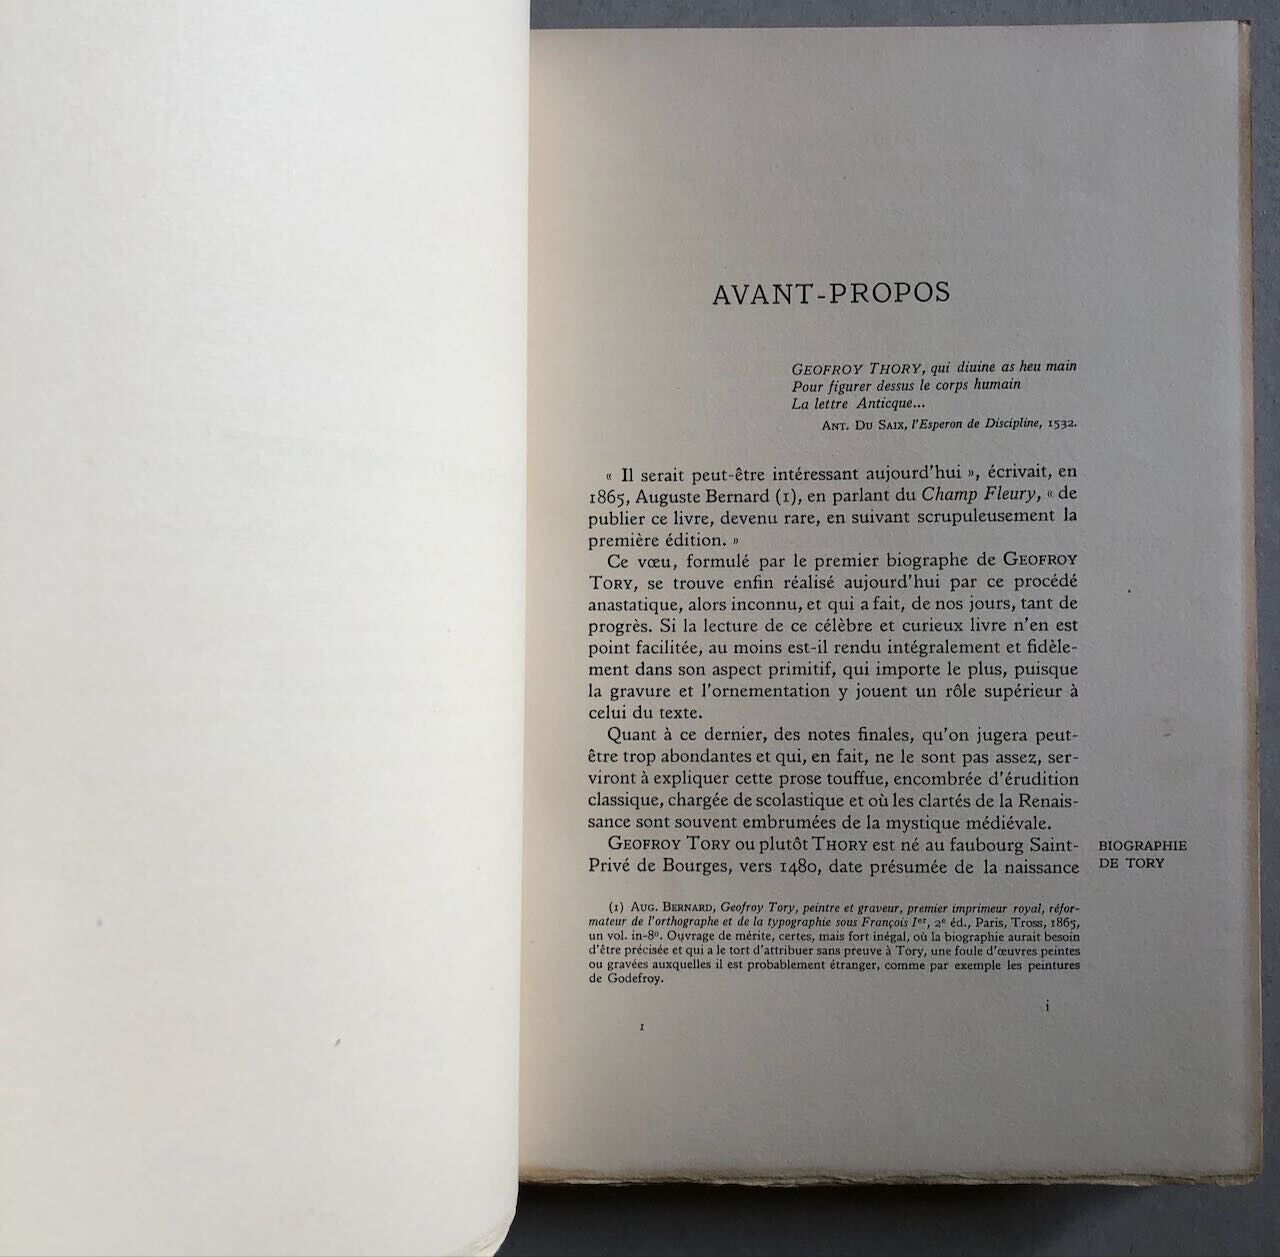 AVANT-PROPOS
GEOFROY THORY, qui diuine as heu main
Pour figurer dessus le corps humain
La lettre Anticque...
ANT. DU SAIX, l'Esperon de Discipline, 1532.
« Il serait peut-être intéressant aujourd'hui », écrivait, en
1865, Auguste Bernard (1), en parlant du Champ Fleury, « de
publier ce livre, devenu rare, en suivant scrupuleusement la
première édition. »
Ce vœu, formulé par le premier biographe de GEOFROY
TORY, se trouve enfin réalisé aujourd'hui par ce procédé
anastatique, alors inconnu, et qui a fait, de nos jours, tant de
progrès. Si la lecture de ce célèbre et curieux livre n'en est
point facilitée, au moins est-il rendu intégralement et fidèle-
ment dans son aspect primitif, qui importe le plus, puisque
la gravure et l'ornementation y jouent un rôle supérieur à
celui du texte.
Quant à ce dernier, des notes finales, qu'on jugera peut-
être trop abondantes et qui, en fait, ne le sont pas assez, ser-
viront à expliquer cette prose touffue, encombrée d'érudition
classique, chargée de scolastique et où les clartés de la Renais-
sance sont souvent embrumées de la mystique médiévale.
GEOFROY TORY ou plutôt THORY est né au faubourg Saint-
Privé de Bourges, vers 1480, date présumée de la naissance
BIOGRAPHIE
DE TORY
(1) AUG. BERNARD, Geofroy Tory, peintre et graveur, premier imprimeur royal, réfor-
mateur de l'orthographe et de la typographie sous François Ier, 2e éd., Paris, Tross, 1865,
un vol. in-8º. Ouvrage de mérite, certes, mais fort inégal, où la biographie aurait besoin
d'être précisée et qui a le tort d'attribuer sans preuve à Tory, une foule d'œuvres peintes
ou gravées auxquelles il est probablement étranger, comme par exemple les peintures
de Godefroy.
i
1